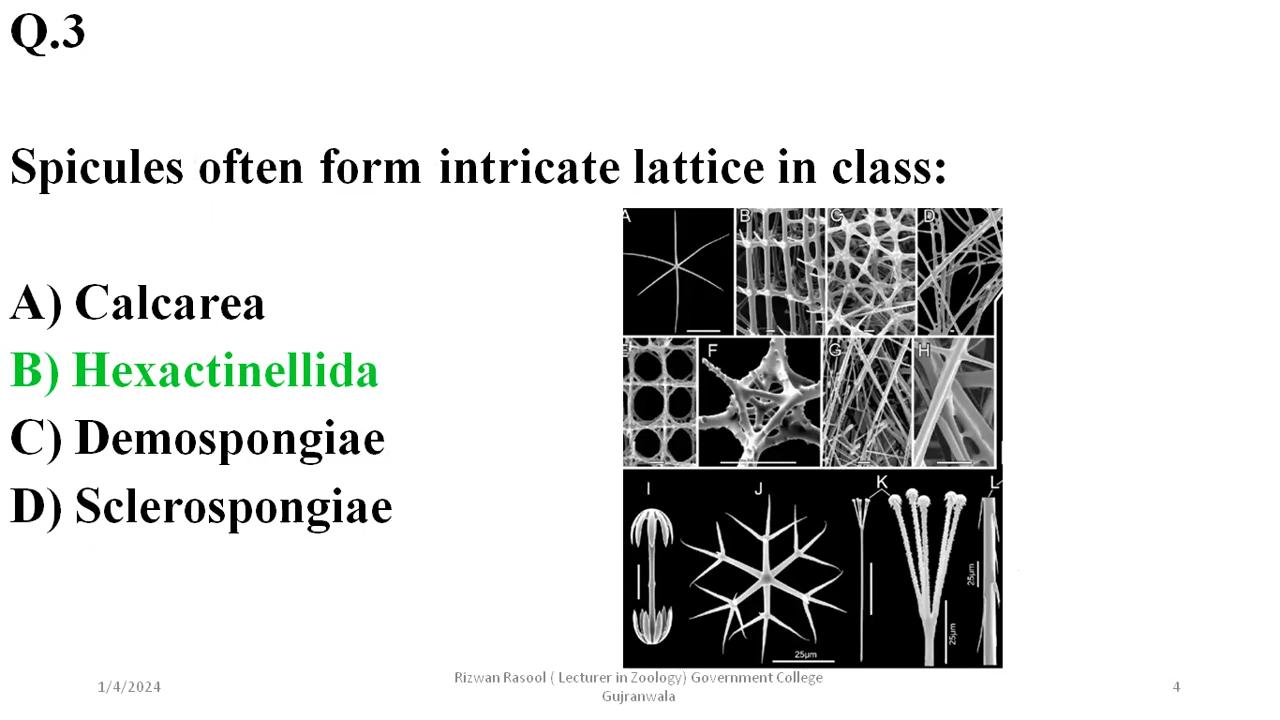 Q.3
Spicules often form intricate lattice in class:
A) Calcarea
B) Hexactinellida
C) Demospongiae
D) Sclerospongiae
A B C D
E F G H
I J K L
25µm
25µm
25µm
1/4/2024
Rizwan Rasool ( Lecturer in Zoology) Government College
Gujranwala
4